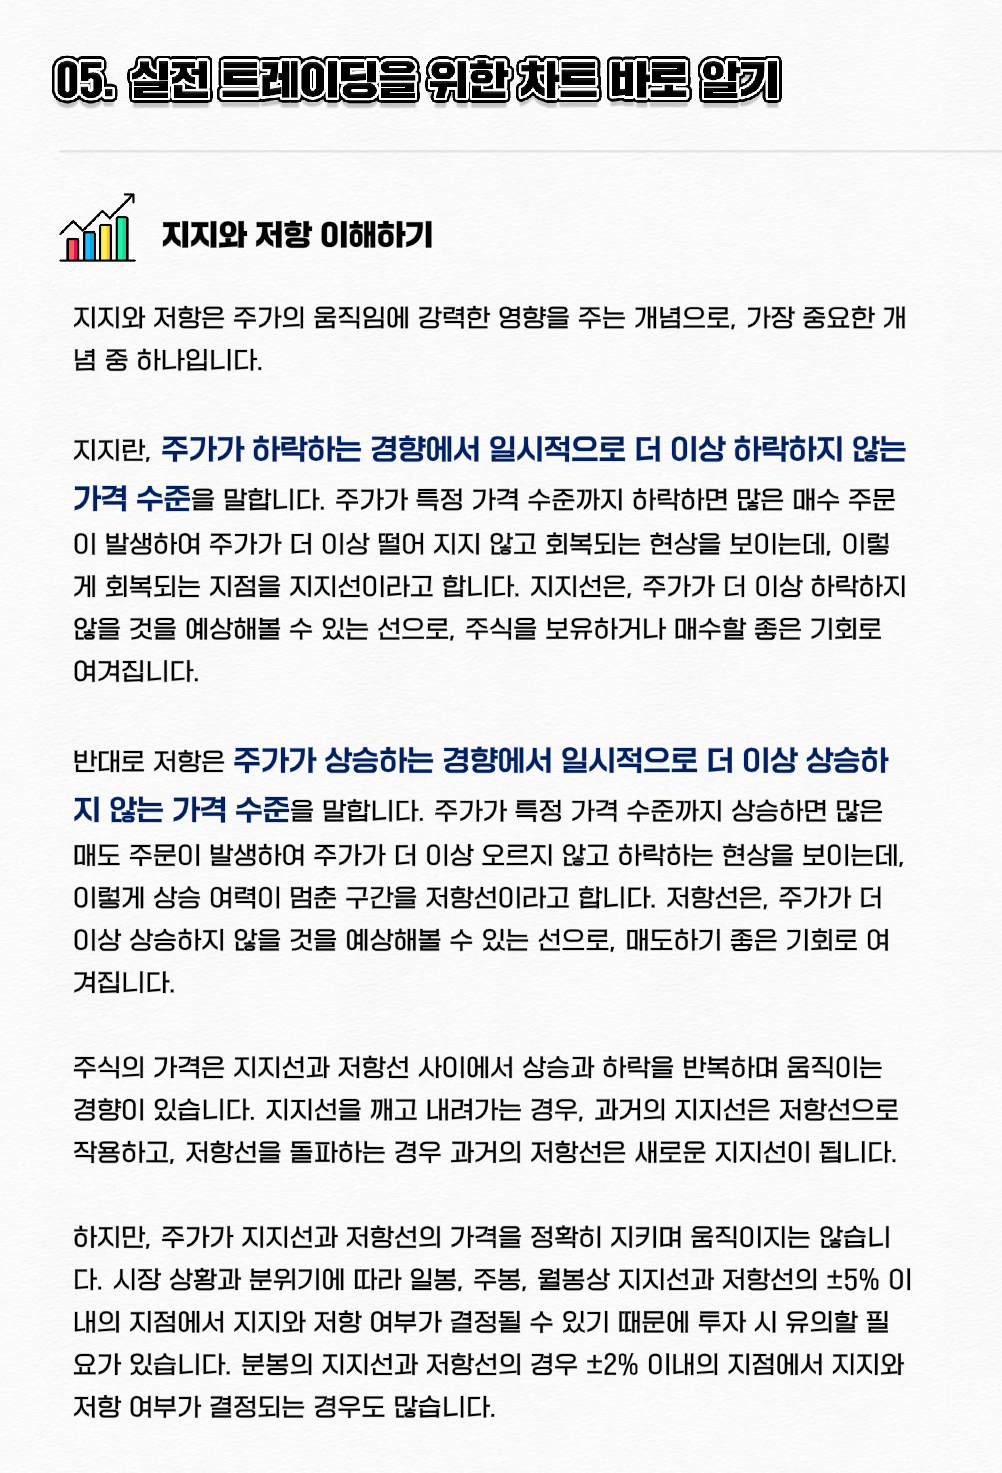 05. 실전 트레이딩을 위한 차트 바로 알기
지지와 저항 이해하기
지지와 저항은 주가의 움직임에 강력한 영향을 주는 개념으로, 가장 중요한 개
념 중 하나입니다.
지지란, 주가가 하락하는 경향에서 일시적으로 더 이상 하락하지 않는
가격 수준을 말합니다. 주가가 특정 가격 수준까지 하락하면 많은 매수 주문
이 발생하여 주가가 더 이상 떨어 지지 않고 회복되는 현상을 보이는데, 이렇
게 회복되는 지점을 지지선이라고 합니다. 지지선은, 주가가 더 이상 하락하지
않을 것을 예상해볼 수 있는 선으로, 주식을 보유하거나 매수할 좋은 기회로
여겨집니다.
반대로 저항은 주가가 상승하는 경향에서 일시적으로 더 이상 상승하
지 않는 가격 수준을 말합니다. 주가가 특정 가격 수준까지 상승하면 많은
매도 주문이 발생하여 주가가 더 이상 오르지 않고 하락하는 현상을 보이는데,
이렇게 상승 여력이 멈춘 구간을 저항선이라고 합니다. 저항선은, 주가가 더
이상 상승하지 않을 것을 예상해볼 수 있는 선으로, 매도하기 좋은 기회로 여
겨집니다.
주식의 가격은 지지선과 저항선 사이에서 상승과 하락을 반복하며 움직이는
경향이 있습니다. 지지선을 깨고 내려가는 경우, 과거의 지지선은 저항선으로
작용하고, 저항선을 돌파하는 경우 과거의 저항선은 새로운 지지선이 됩니다.
하지만, 주가가 지지선과 저항선의 가격을 정확히 지키며 움직이지는 않습니
다. 시장 상황과 분위기에 따라 일봉, 주봉, 월봉상 지지선과 저항선의 ±5% 이
내의 지점에서 지지와 저항 여부가 결정될 수 있기 때문에 투자 시 유의할 필
요가 있습니다. 분봉의 지지선과 저항선의 경우 ±2% 이내의 지점에서 지지와
저항 여부가 결정되는 경우도 많습니다.